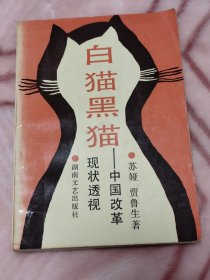 白猫黑猫
——中国改革
现状透视
苏娅 贾鲁生著
湖南文艺出版社